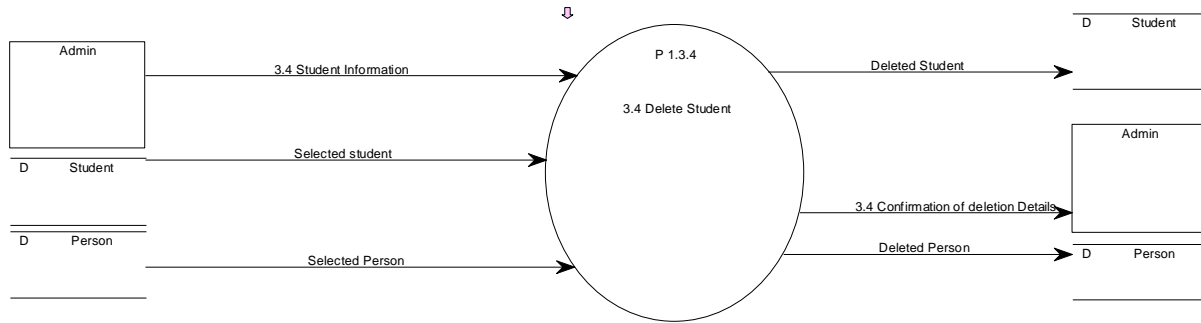 Admin
3.4 Student Information
D Student
Selected student
D Person
Selected Person
P 1.3.4
3.4 Delete Student
D Student
Deleted Student
Admin
3.4 Confirmation of deletion Details
D Person
Deleted Person